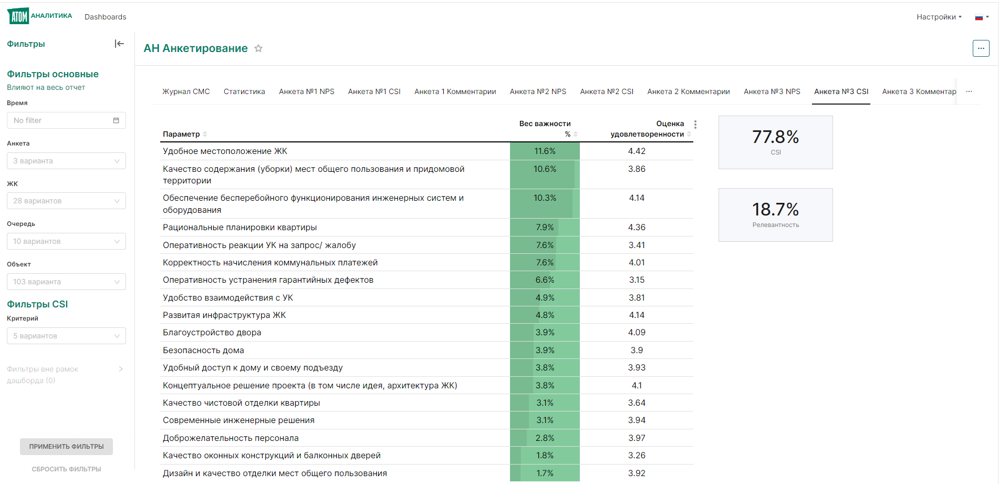 АТОМ АНАЛИТИКА
Dashboards
Настройки
Фильтры
Фильтры основные
Влияют на весь отчет
Время
No filter
Анкета
3 варианта
ЖК
28 вариантов
Очередь
10 вариантов
Объект
103 варианта
Фильтры CSI
Критерий
5 вариантов
Фильтры вне рамок
дашборда (0)
ПРИМЕНИТЬ ФИЛЬТРЫ
СБРОСИТЬ ФИЛЬТРЫ
АН Анкетирование
Журнал СМС Статистика Анкета №1 NPS Анкета №1 CSI Анкета 1 Комментарии Анкета №2 NPS Анкета №2 CSI Анкета 2 Комментарии Анкета №3 NPS Анкета №3 CSI Анкета 3 Комментар ...
Вес важности Оценка
Параметр % удовлетворенности
Удобное местоположение ЖК 11.6% 4.42
Качество содержания (уборки) мест общего пользования и придомовой 10.6% 3.86
территории
Обеспечение бесперебойного функционирования инженерных систем и 10.3% 4.14
оборудования
Рациональные планировки квартиры 7.9% 4.36
Оперативность реакции УК на запрос/ жалобу 7.6% 3.41
Корректность начисления коммунальных платежей 7.6% 4.01
Оперативность устранения гарантийных дефектов 6.6% 3.15
Удобство взаимодействия с УК 4.9% 3.81
Развитая инфраструктура ЖК 4.8% 4.14
Благоустройство двора 3.9% 4.09
Безопасность дома 3.9% 3.9
Удобный доступ к дому и своему подъезду 3.8% 3.93
Концептуальное решение проекта (в том числе идея, архитектура ЖК) 3.8% 4.1
Качество чистовой отделки квартиры 3.1% 3.64
Современные инженерные решения 3.1% 3.94
Доброжелательность персонала 2.8% 3.97
Качество оконных конструкций и балконных дверей 1.8% 3.26
Дизайн и качество отделки мест общего пользования 1.7% 3.92
77.8%
CSI
18.7%
Релевантность